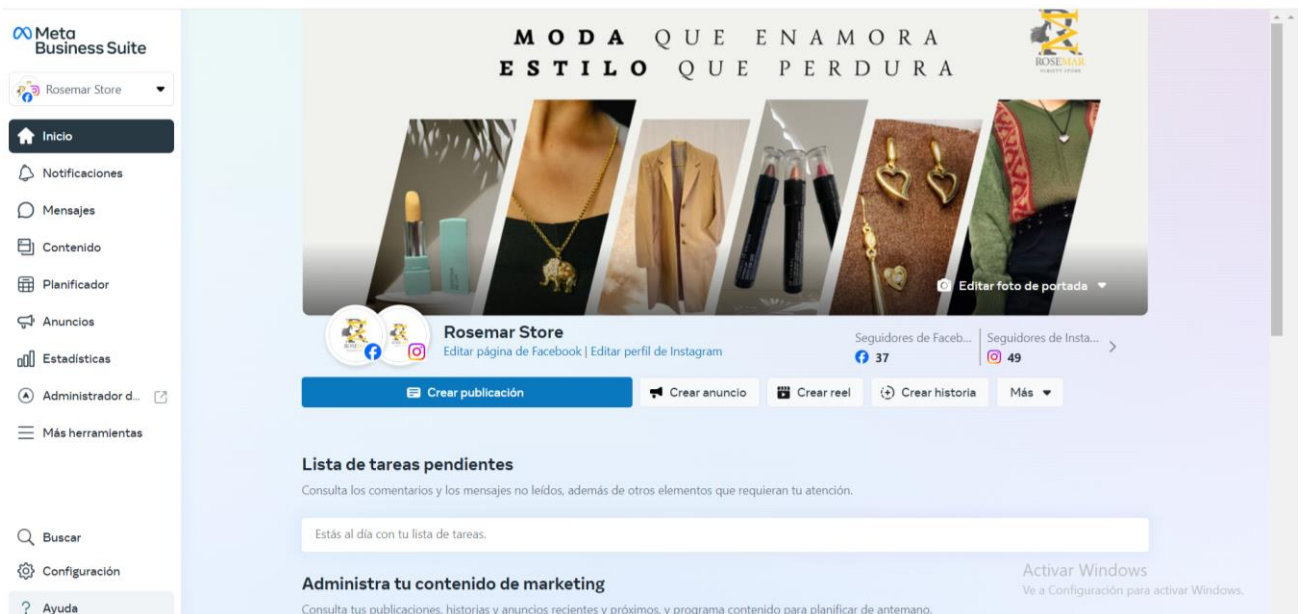 Meta
Business Suite
Rosemar Store
Inicio
Notificaciones
Mensajes
Contenido
Planificador
Anuncios
Estadísticas
Administrador d...
Más herramientas
Buscar
Configuración
Ayuda
MODA QUE ENAMORA
ESTILO QUE PERDURA
ROSEMAR
VARIETY STORE
Editar foto de portada
Rosemar Store
Editar página de Facebook | Editar perfil de Instagram
Seguidores de Faceb...
37
Seguidores de Insta...
49
Crear publicación
Crear anuncio
Crear reel
Crear historia
Más
Lista de tareas pendientes
Consulta los comentarios y los mensajes no leídos, además de otros elementos que requieran tu atención.
Estás al día con tu lista de tareas.
Administra tu contenido de marketing
Consulta tus publicaciones, historias y anuncios recientes y próximos, y programa contenido para planificar de antemano.
Activar Windows
Ve a Configuración para activar Windows.